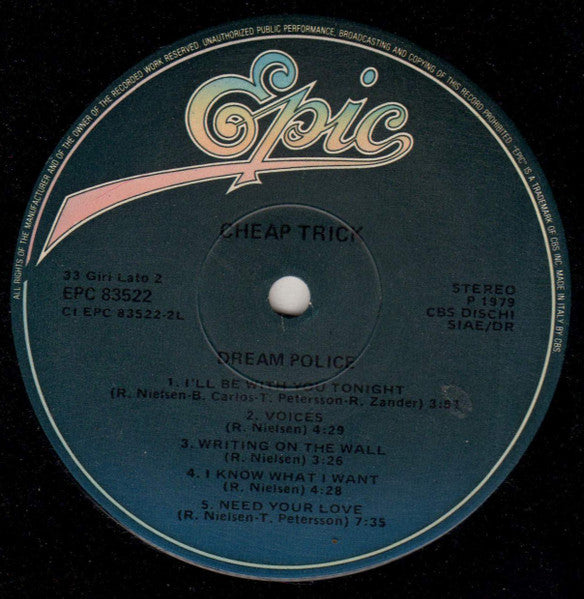 ALL RIGHTS OF THE MANUFACTURER AND OF THE OWNER OF THE RECORDED WORK RESERVED. UNAUTHORIZED PUBLIC PERFORMANCE, BROADCASTING AND COPYING OF THIS RECORD PROHIBITED. "EPIC" IS A TRADEMARK OF CBS INC. MADE IN ITALY BY CBS
Epic
CHEAP TRICK
33 Giri Lato 2
EPC 83522
Ct EPC 83522-2L
STEREO
P 1979
CBS DISCHI
SIAE/DR
DREAM POLICE
1. I'LL BE WITH YOU TONIGHT
(R. Nielsen-B. Carlos-T. Petersson-R. Zander) 3:51
2. VOICES
(R. Nielsen) 4:29
3. WRITING ON THE WALL
(R. Nielsen) 3:26
4. I KNOW WHAT I WANT
(R. Nielsen) 4:28
5. NEED YOUR LOVE
(R. Nielsen-T. Petersson) 7:35